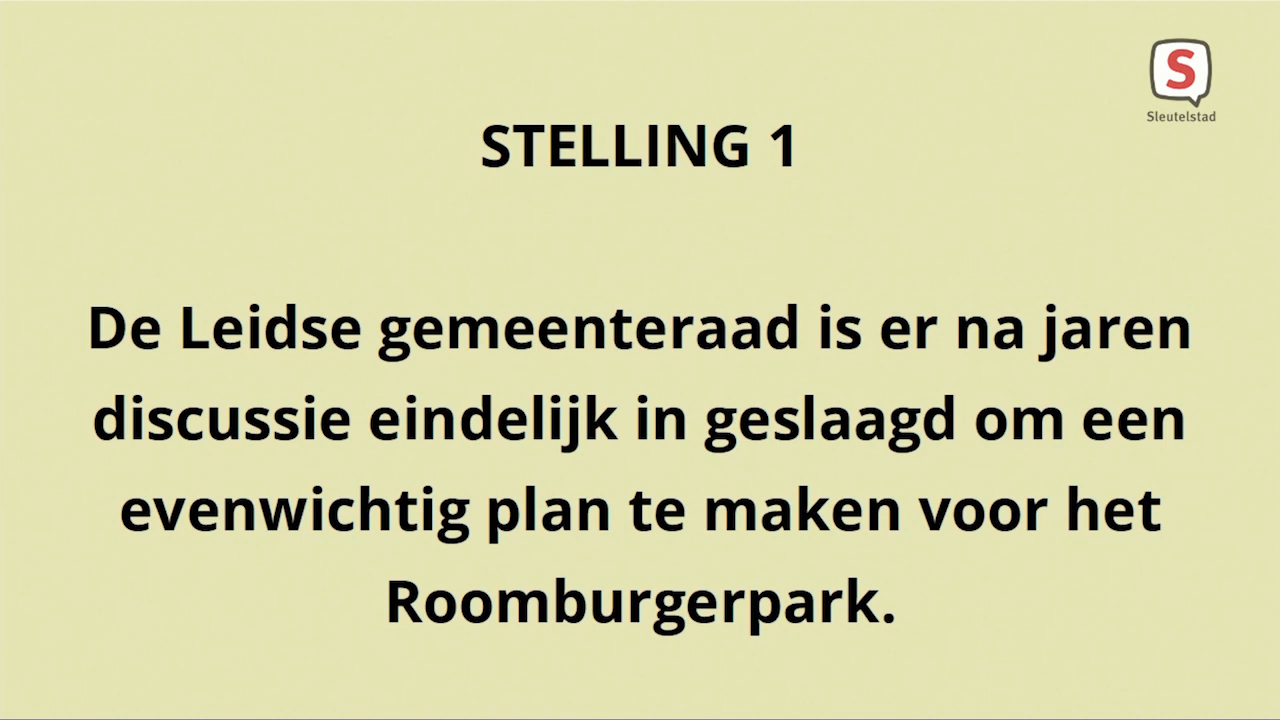 S
Sleutelstad
STELLING 1
De Leidse gemeenteraad is er na jaren
discussie eindelijk in geslaagd om een
evenwichtig plan te maken voor het
Roomburgerpark.